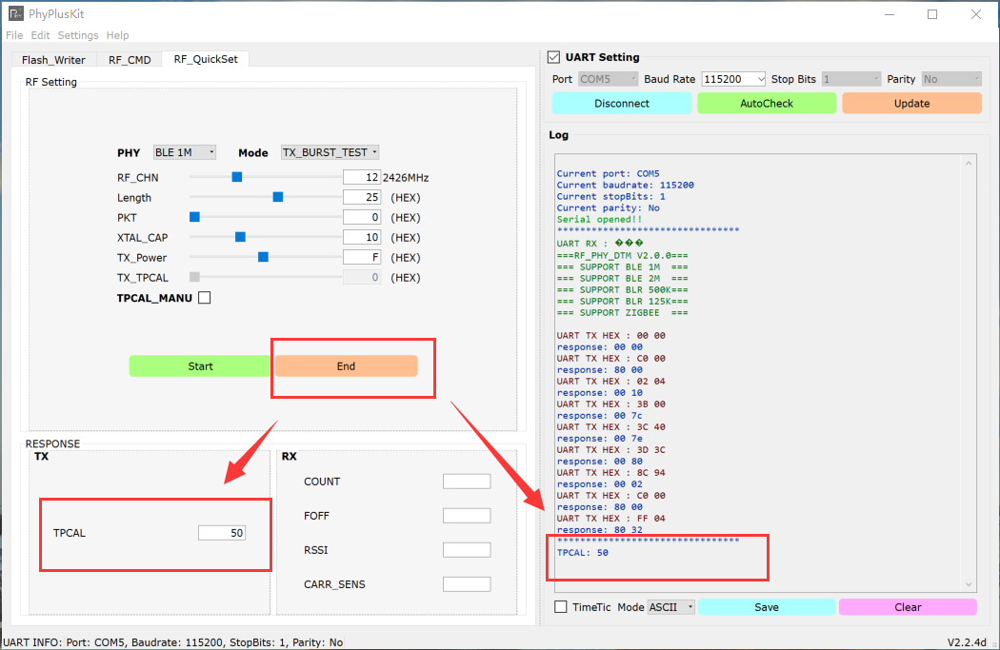 PhyPlusKit
File Edit Settings Help
Flash_Writer RF_CMD RF_QuickSet
RF Setting
PHY BLE 1M Mode TX_BURST_TEST
RF_CHN 12 2426MHz
Length 25 (HEX)
PKT 0 (HEX)
XTAL_CAP 10 (HEX)
TX_Power F (HEX)
TX_TPCAL 0 (HEX)
TPCAL_MANU
Start End
RESPONSE
TX
TPCAL 50
RX
COUNT
FOFF
RSSI
CARR_SENS
UART Setting
Port COM5 Baud Rate 115200 Stop Bits 1 Parity No
Disconnect AutoCheck Update
Log
Current port: COM5
Current baudrate: 115200
Current stopBits: 1
Current parity: No
Serial opened!!
********************************
UART RX : ���
===RF_PHY_DTM V2.0.0===
=== SUPPORT BLE 1M ===
=== SUPPORT BLE 2M ===
=== SUPPORT BLR 500K===
=== SUPPORT BLR 125K===
=== SUPPORT ZIGBEE ===
UART TX HEX : 00 00
response: 00 00
UART TX HEX : C0 00
response: 80 00
UART TX HEX : 02 04
response: 00 10
UART TX HEX : 3B 00
response: 00 7c
UART TX HEX : 3C 40
response: 00 7e
UART TX HEX : 3D 3C
response: 00 80
UART TX HEX : 8C 94
response: 00 02
UART TX HEX : C0 00
response: 80 00
UART TX HEX : FF 04
response: 80 32
********************************
TPCAL: 50
TimeTic Mode ASCII Save Clear
UART INFO: Port: COM5, Baudrate: 115200, StopBits: 1, Parity: No
V2.2.4d